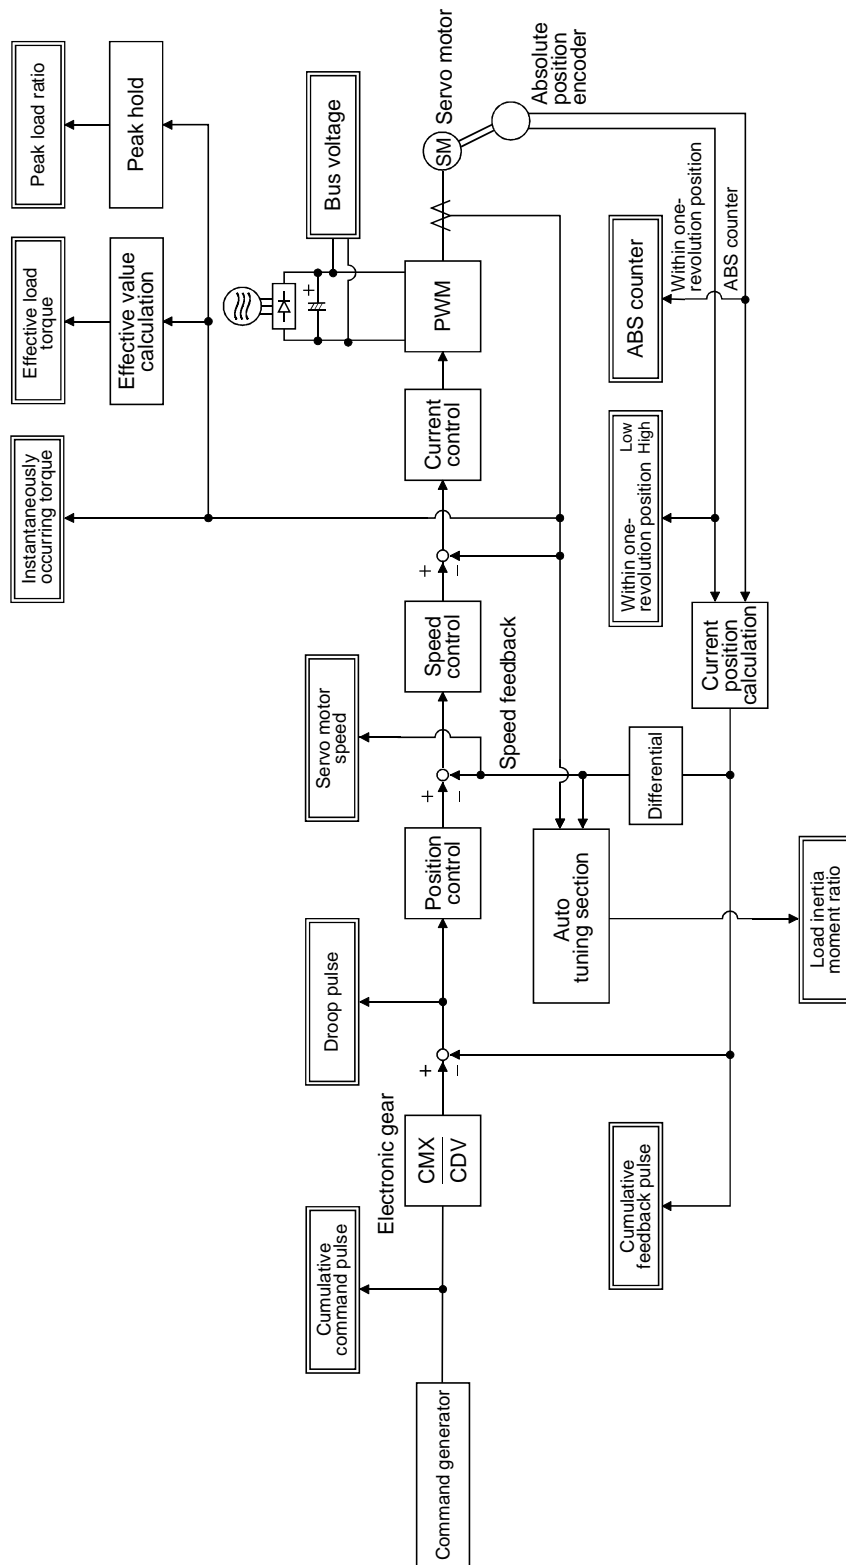 Peak load ratio
Peak hold
Effective load
torque
Effective value
calculation
Instantaneously
occurring torque
Bus voltage
+
Servo motor
SM
Absolute
position
encoder
PWM
Current
control
+
−
Speed
control
Servo motor
speed
Speed feedback
+
−
Position
control
Droop pulse
+
−
Electronic gear
CMX
CDV
Cumulative
command pulse
Command generator
Within one-
revolution position
ABS counter
ABS counter
Within one-
revolution position
Low
High
Current
position
calculation
Differential
Auto
tuning section
Load inertia
moment ratio
Cumulative
feedback pulse